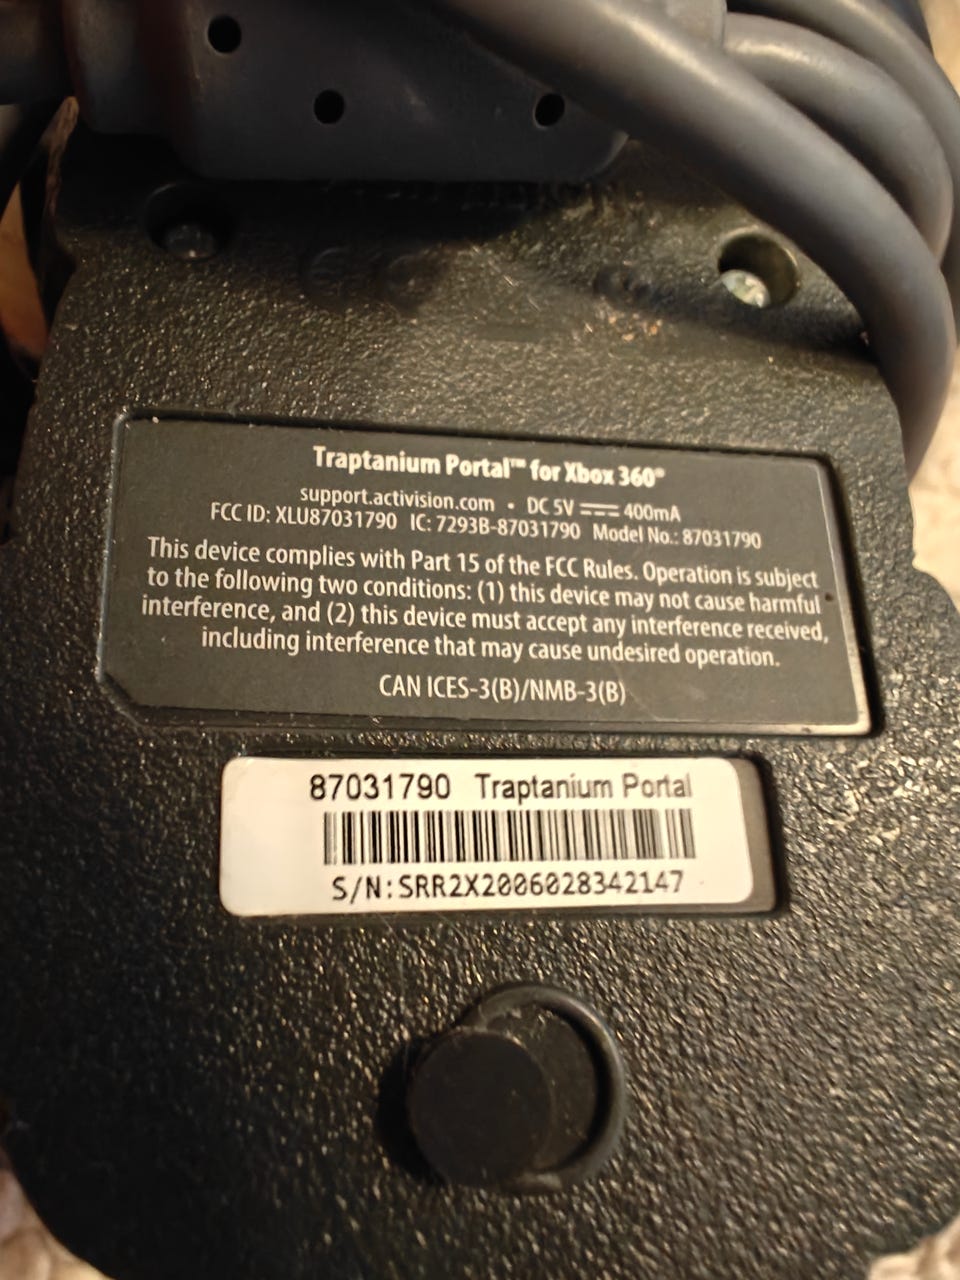 Traptanium Portal™ for Xbox 360®
support.activision.com • DC 5V ⎓ 400mA
FCC ID: XLU87031790 IC: 7293B-87031790 Model No.: 87031790
This device complies with Part 15 of the FCC Rules. Operation is subject
to the following two conditions: (1) this device may not cause harmful
interference, and (2) this device must accept any interference received,
including interference that may cause undesired operation.
CAN ICES-3(B)/NMB-3(B)
87031790 Traptanium Portal
S/N:SRR2X2006028342147